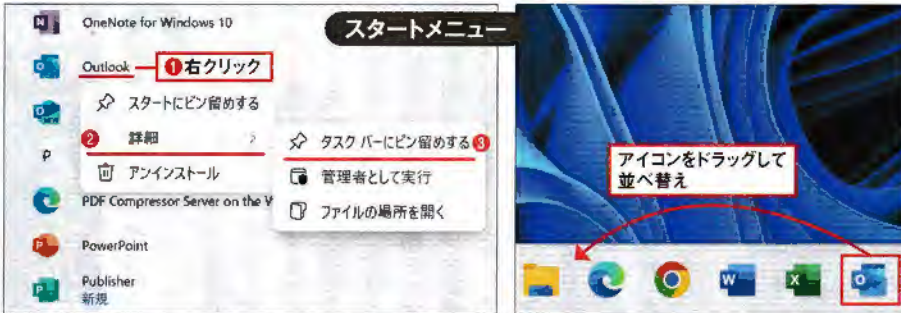 スタートメニュー
OneNote for Windows 10
Outlook
❶右クリック
スタートにピン留めする
❷
詳細
アンインストール
タスク バーにピン留めする❸
管理者として実行
ファイルの場所を開く
P
PDF Compressor Server on the
PowerPoint
Publisher
新規
アイコンをドラッグして
並べ替え